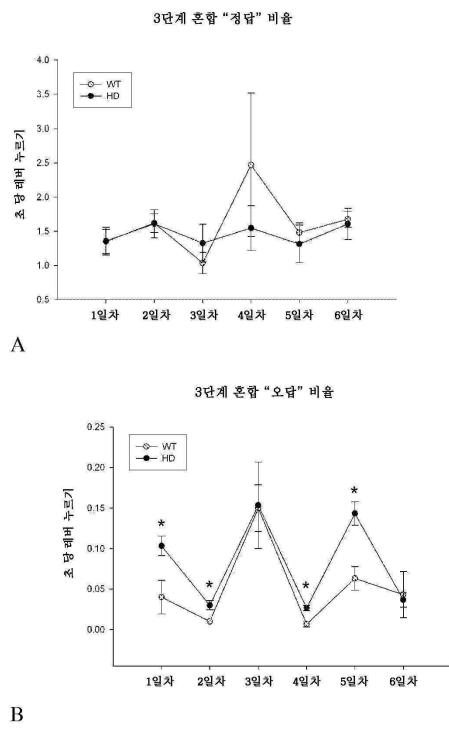 3단계 혼합 “정답” 비율
4.0
3.5
3.0
2.5
2.0
1.5
1.0
0.5
초 당 레버 누르기
WT
HD
1일차 2일차 3일차 4일차 5일차 6일차
A
3단계 혼합 “오답” 비율
0.25
0.20
0.15
0.10
0.05
0.00
초 당 레버 누르기
WT
HD
*
*
*
*
1일차 2일차 3일차 4일차 5일차 6일차
B